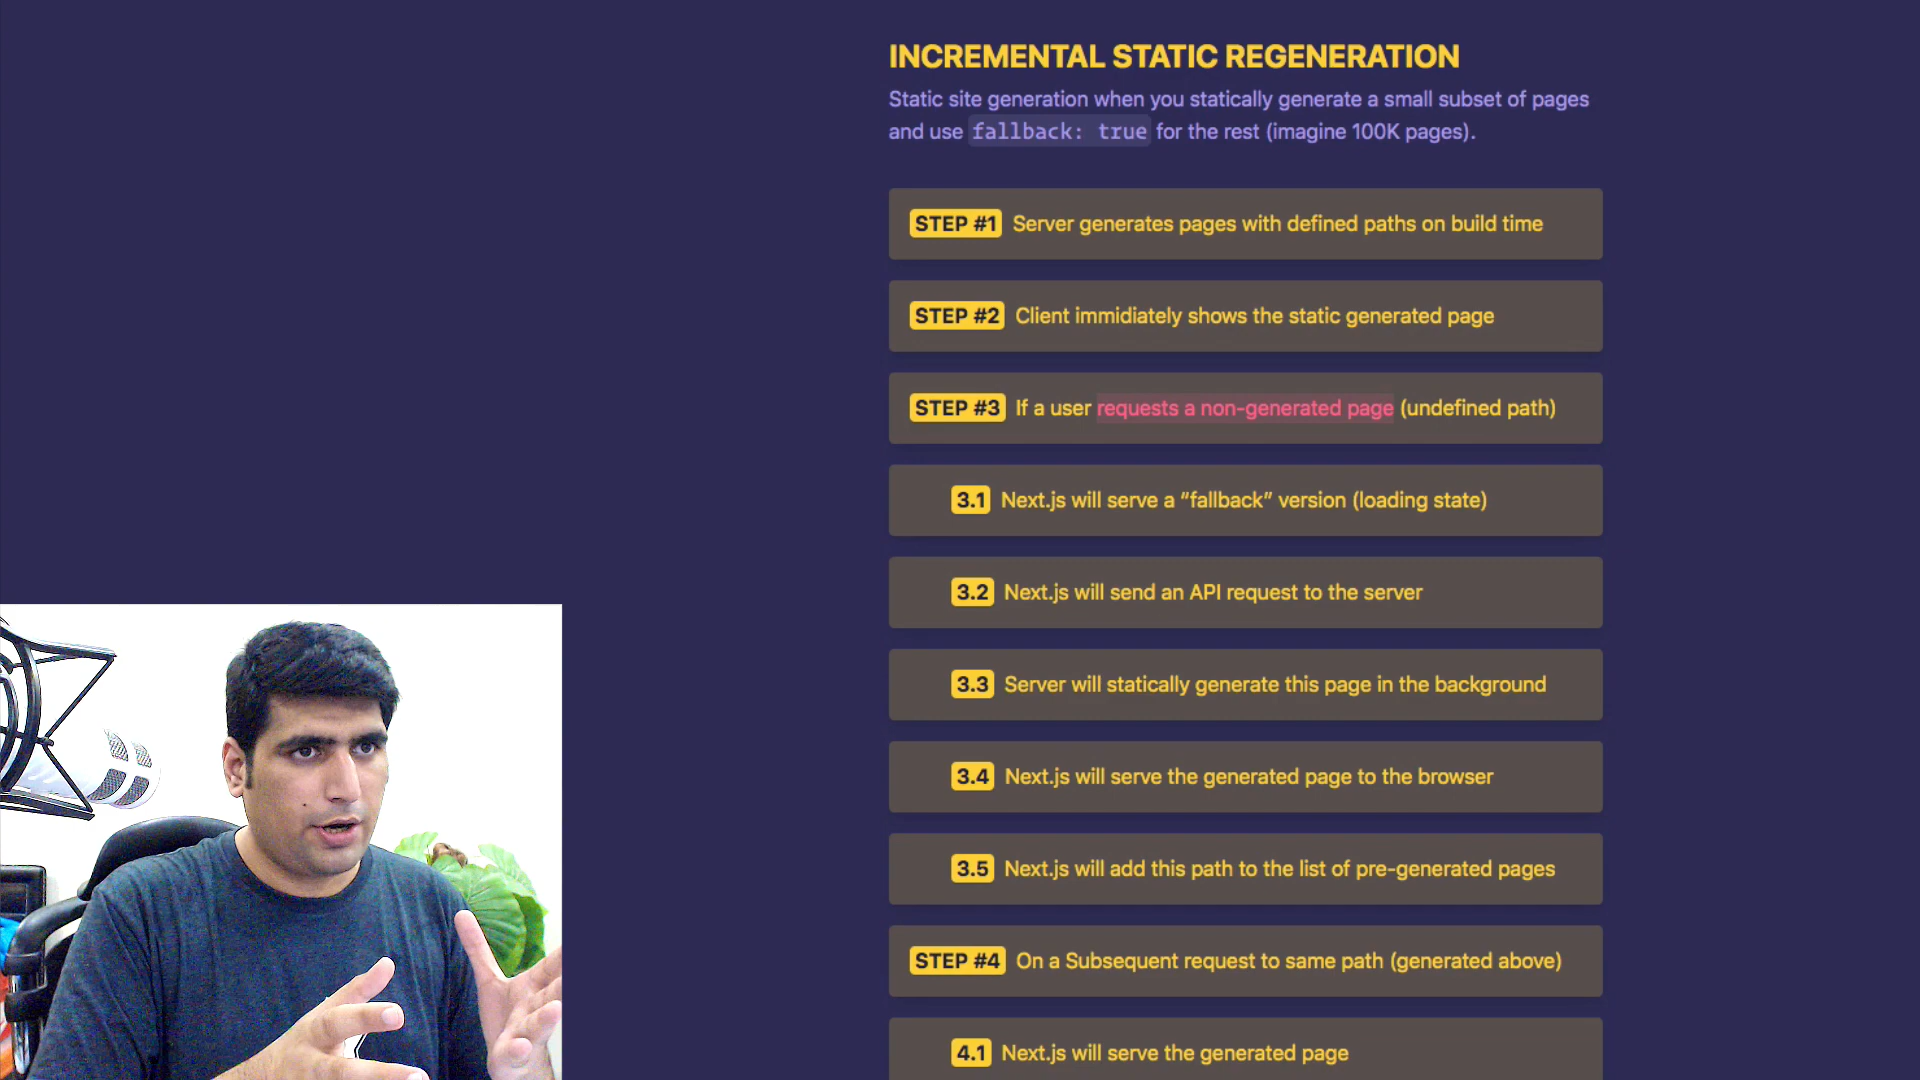 INCREMENTAL STATIC REGENERATION
Static site generation when you statically generate a small subset of pages
and use fallback: true for the rest (imagine 100K pages).
STEP #1 Server generates pages with defined paths on build time
STEP #2 Client immidiately shows the static generated page
STEP #3 If a user requests a non-generated page (undefined path)
3.1 Next.js will serve a “fallback” version (loading state)
3.2 Next.js will send an API request to the server
3.3 Server will statically generate this page in the background
3.4 Next.js will serve the generated page to the browser
3.5 Next.js will add this path to the list of pre-generated pages
STEP #4 On a Subsequent request to same path (generated above)
4.1 Next.js will serve the generated page